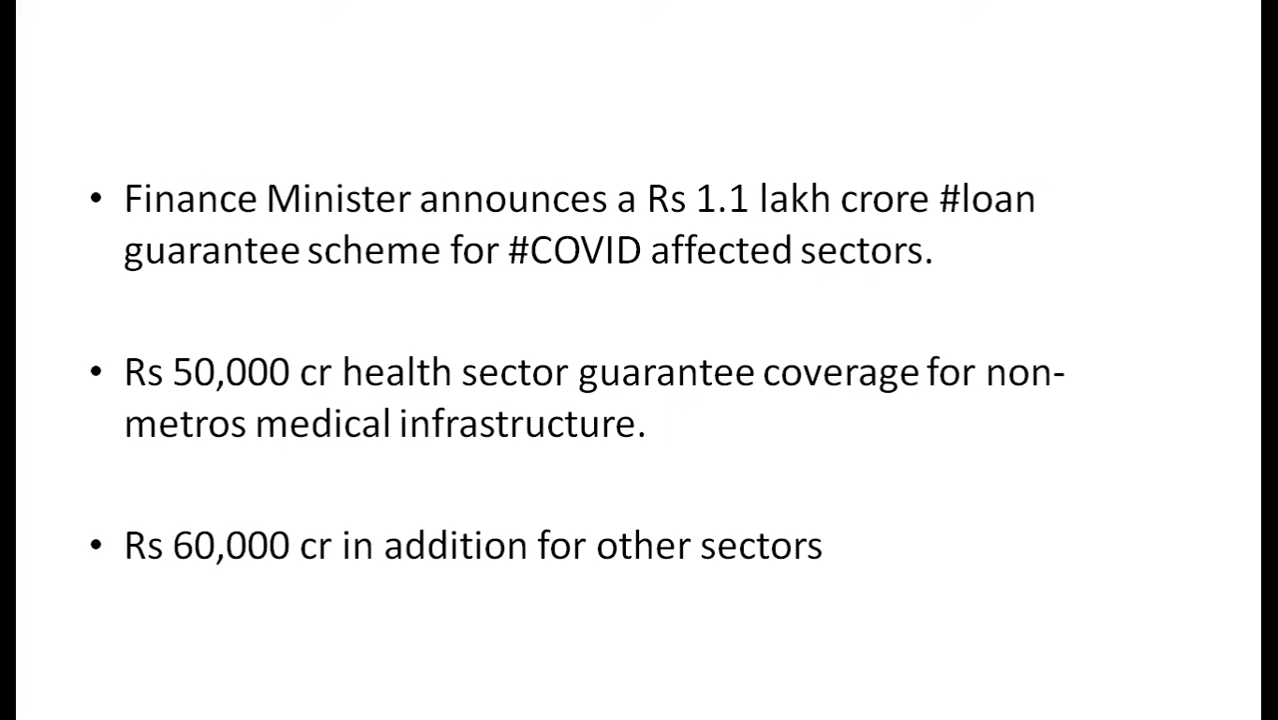 • Finance Minister announces a Rs 1.1 lakh crore #loan
guarantee scheme for #COVID affected sectors.
• Rs 50,000 cr health sector guarantee coverage for non-
metros medical infrastructure.
• Rs 60,000 cr in addition for other sectors